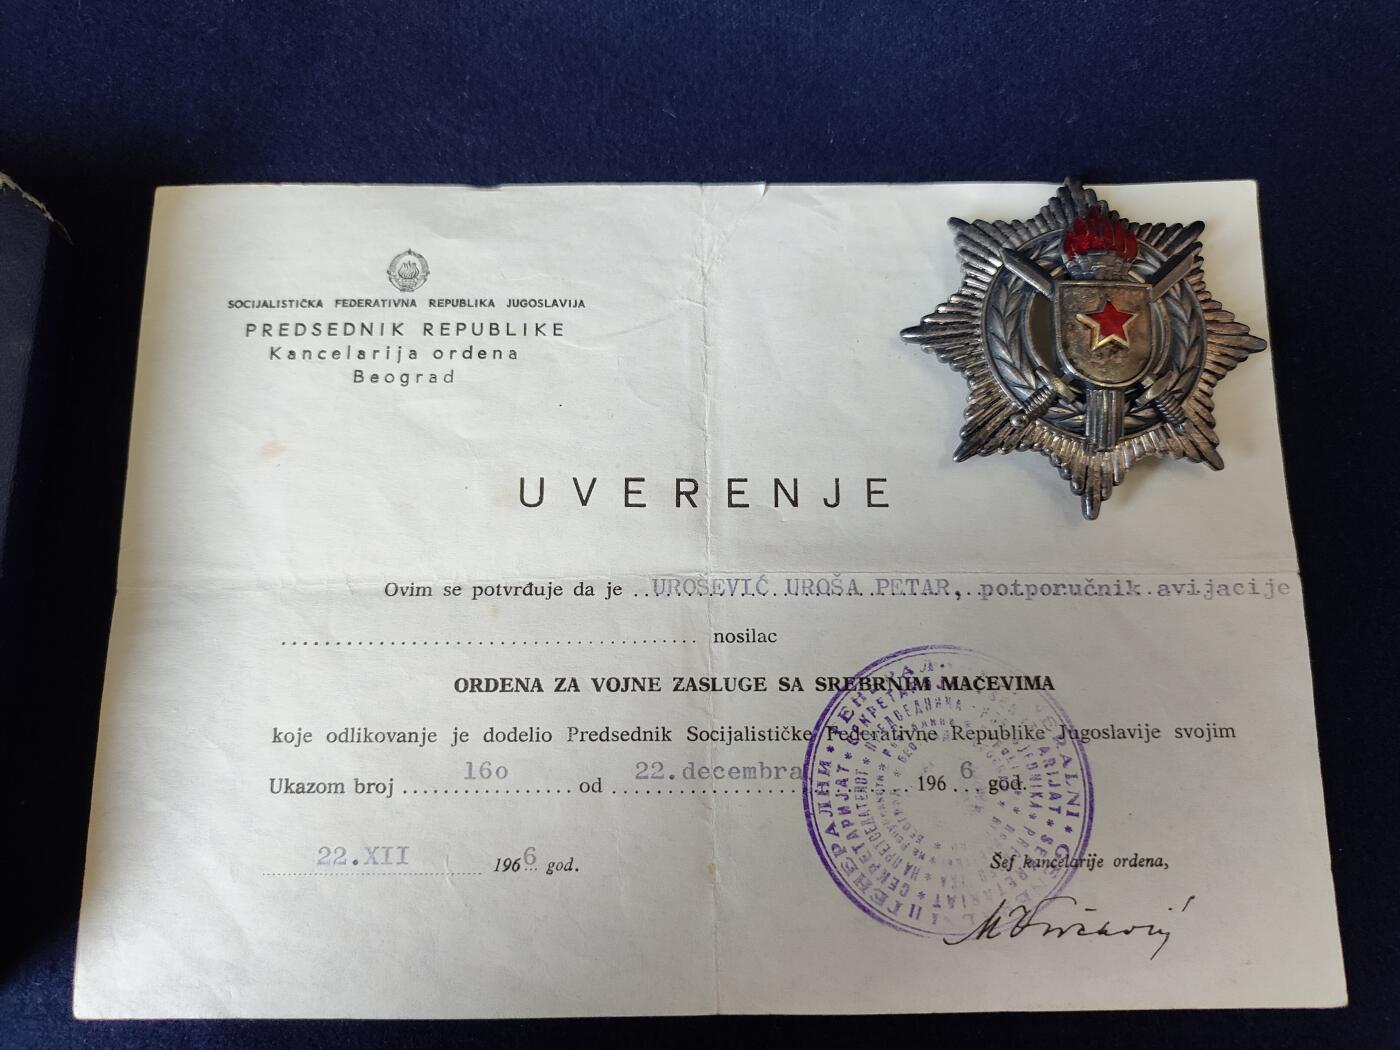 SOCIJALISTIČKA FEDERATIVNA REPUBLIKA JUGOSLAVIJA
PREDSEDNIK REPUBLIKE
Kancelarija ordena
Beograd
UVERENJE
Ovim se potvrđuje da je UROŠEVIĆ UROŠA PETAR, potporučnik avijacije
nosilac
ORDENA ZA VOJNE ZASLUGE SA SREBRNIM MAČEVIMA
koje odlikovanje je dodelio Predsednik Socijalističke Federativne Republike Jugoslavije svojim
Ukazom broj 16o od 22.decembra 1966 god.
22.XII 1966 god.
Šef kancelarije ordena,